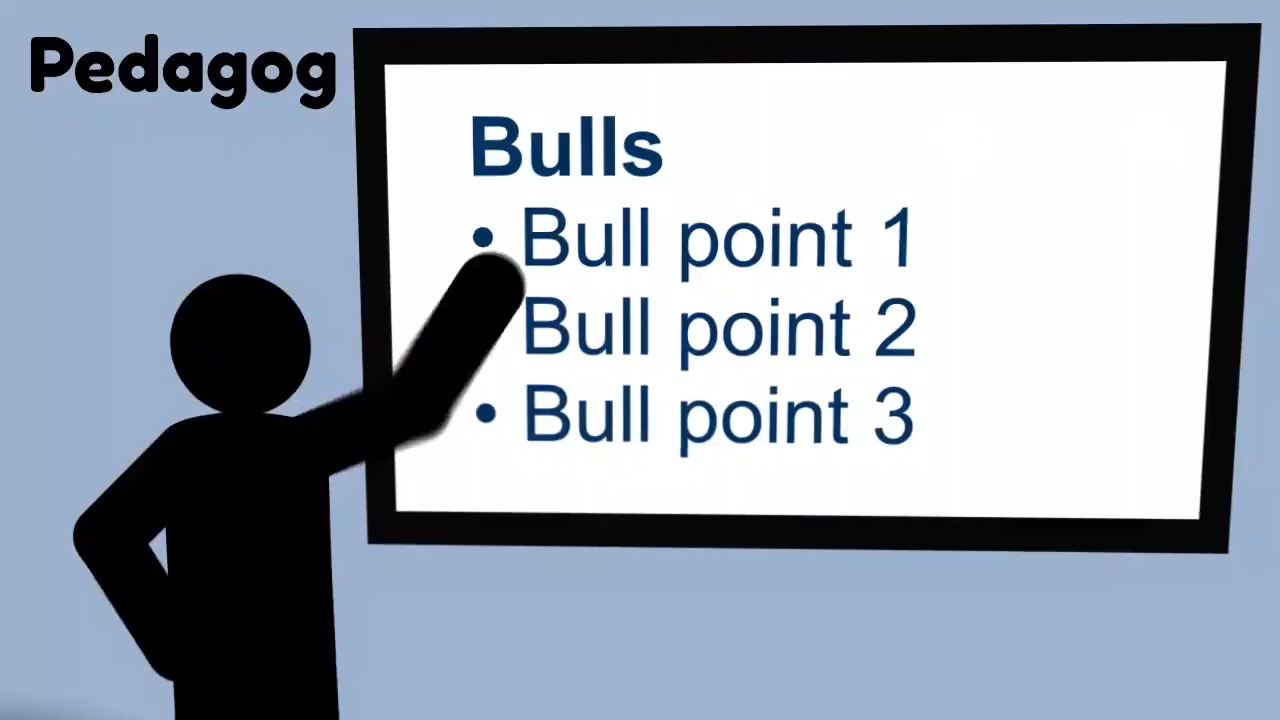 Pedagog
Bulls
• Bull point 1
Bull point 2
• Bull point 3